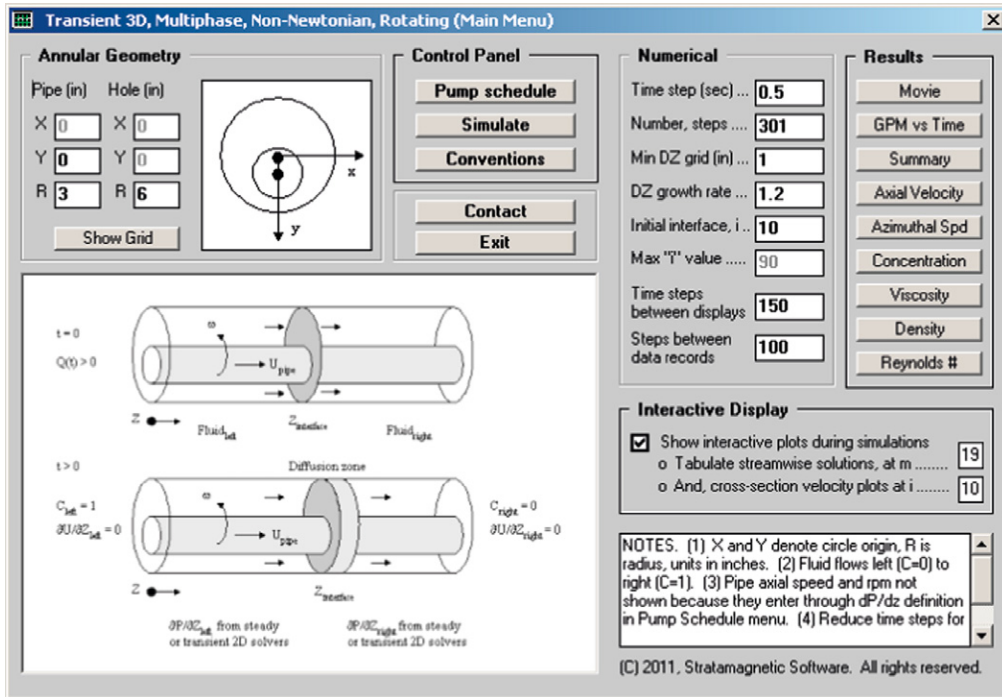 Transient 3D, Multiphase, Non-Newtonian, Rotating (Main Menu)
Annular Geometry
Pipe (in) Hole (in)
X 0 X 0
Y 0 Y 0
R 3 R 6
Show Grid
x
y
Control Panel
Pump schedule
Simulate
Conventions
Contact
Exit
Numerical
Time step (sec) ... 0.5
Number, steps .... 301
Min DZ grid (in) ... 1
DZ growth rate ... 1.2
Initial interface, i .. 10
Max "i" value ..... 90
Time steps
between displays 150
Steps between
data records 100
Results
Movie
GPM vs Time
Summary
Axial Velocity
Azimuthal Spd
Concentration
Viscosity
Density
Reynolds #
t = 0
Q(t) > 0
ω
U pipe
Z
Fluid left
Z interface
Fluid right
t > 0
Diffusion zone
C left = 1
∂U/∂Z left = 0
ω
U pipe
C right = 0
∂U/∂Z right = 0
Z
Z interface
∂P/∂Z left from steady
or transient 2D solvers
∂P/∂Z right from steady
or transient 2D solvers
Interactive Display
Show interactive plots during simulations
o Tabulate streamwise solutions, at m ........ 19
o And, cross-section velocity plots at i ........ 10
NOTES. (1) X and Y denote circle origin, R is
radius, units in inches. (2) Fluid flows left (C=0) to
right (C=1). (3) Pipe axial speed and rpm not
shown because they enter through dP/dz definition
in Pump Schedule menu. (4) Reduce time steps for
(C) 2011, Stratamagnetic Software. All rights reserved.